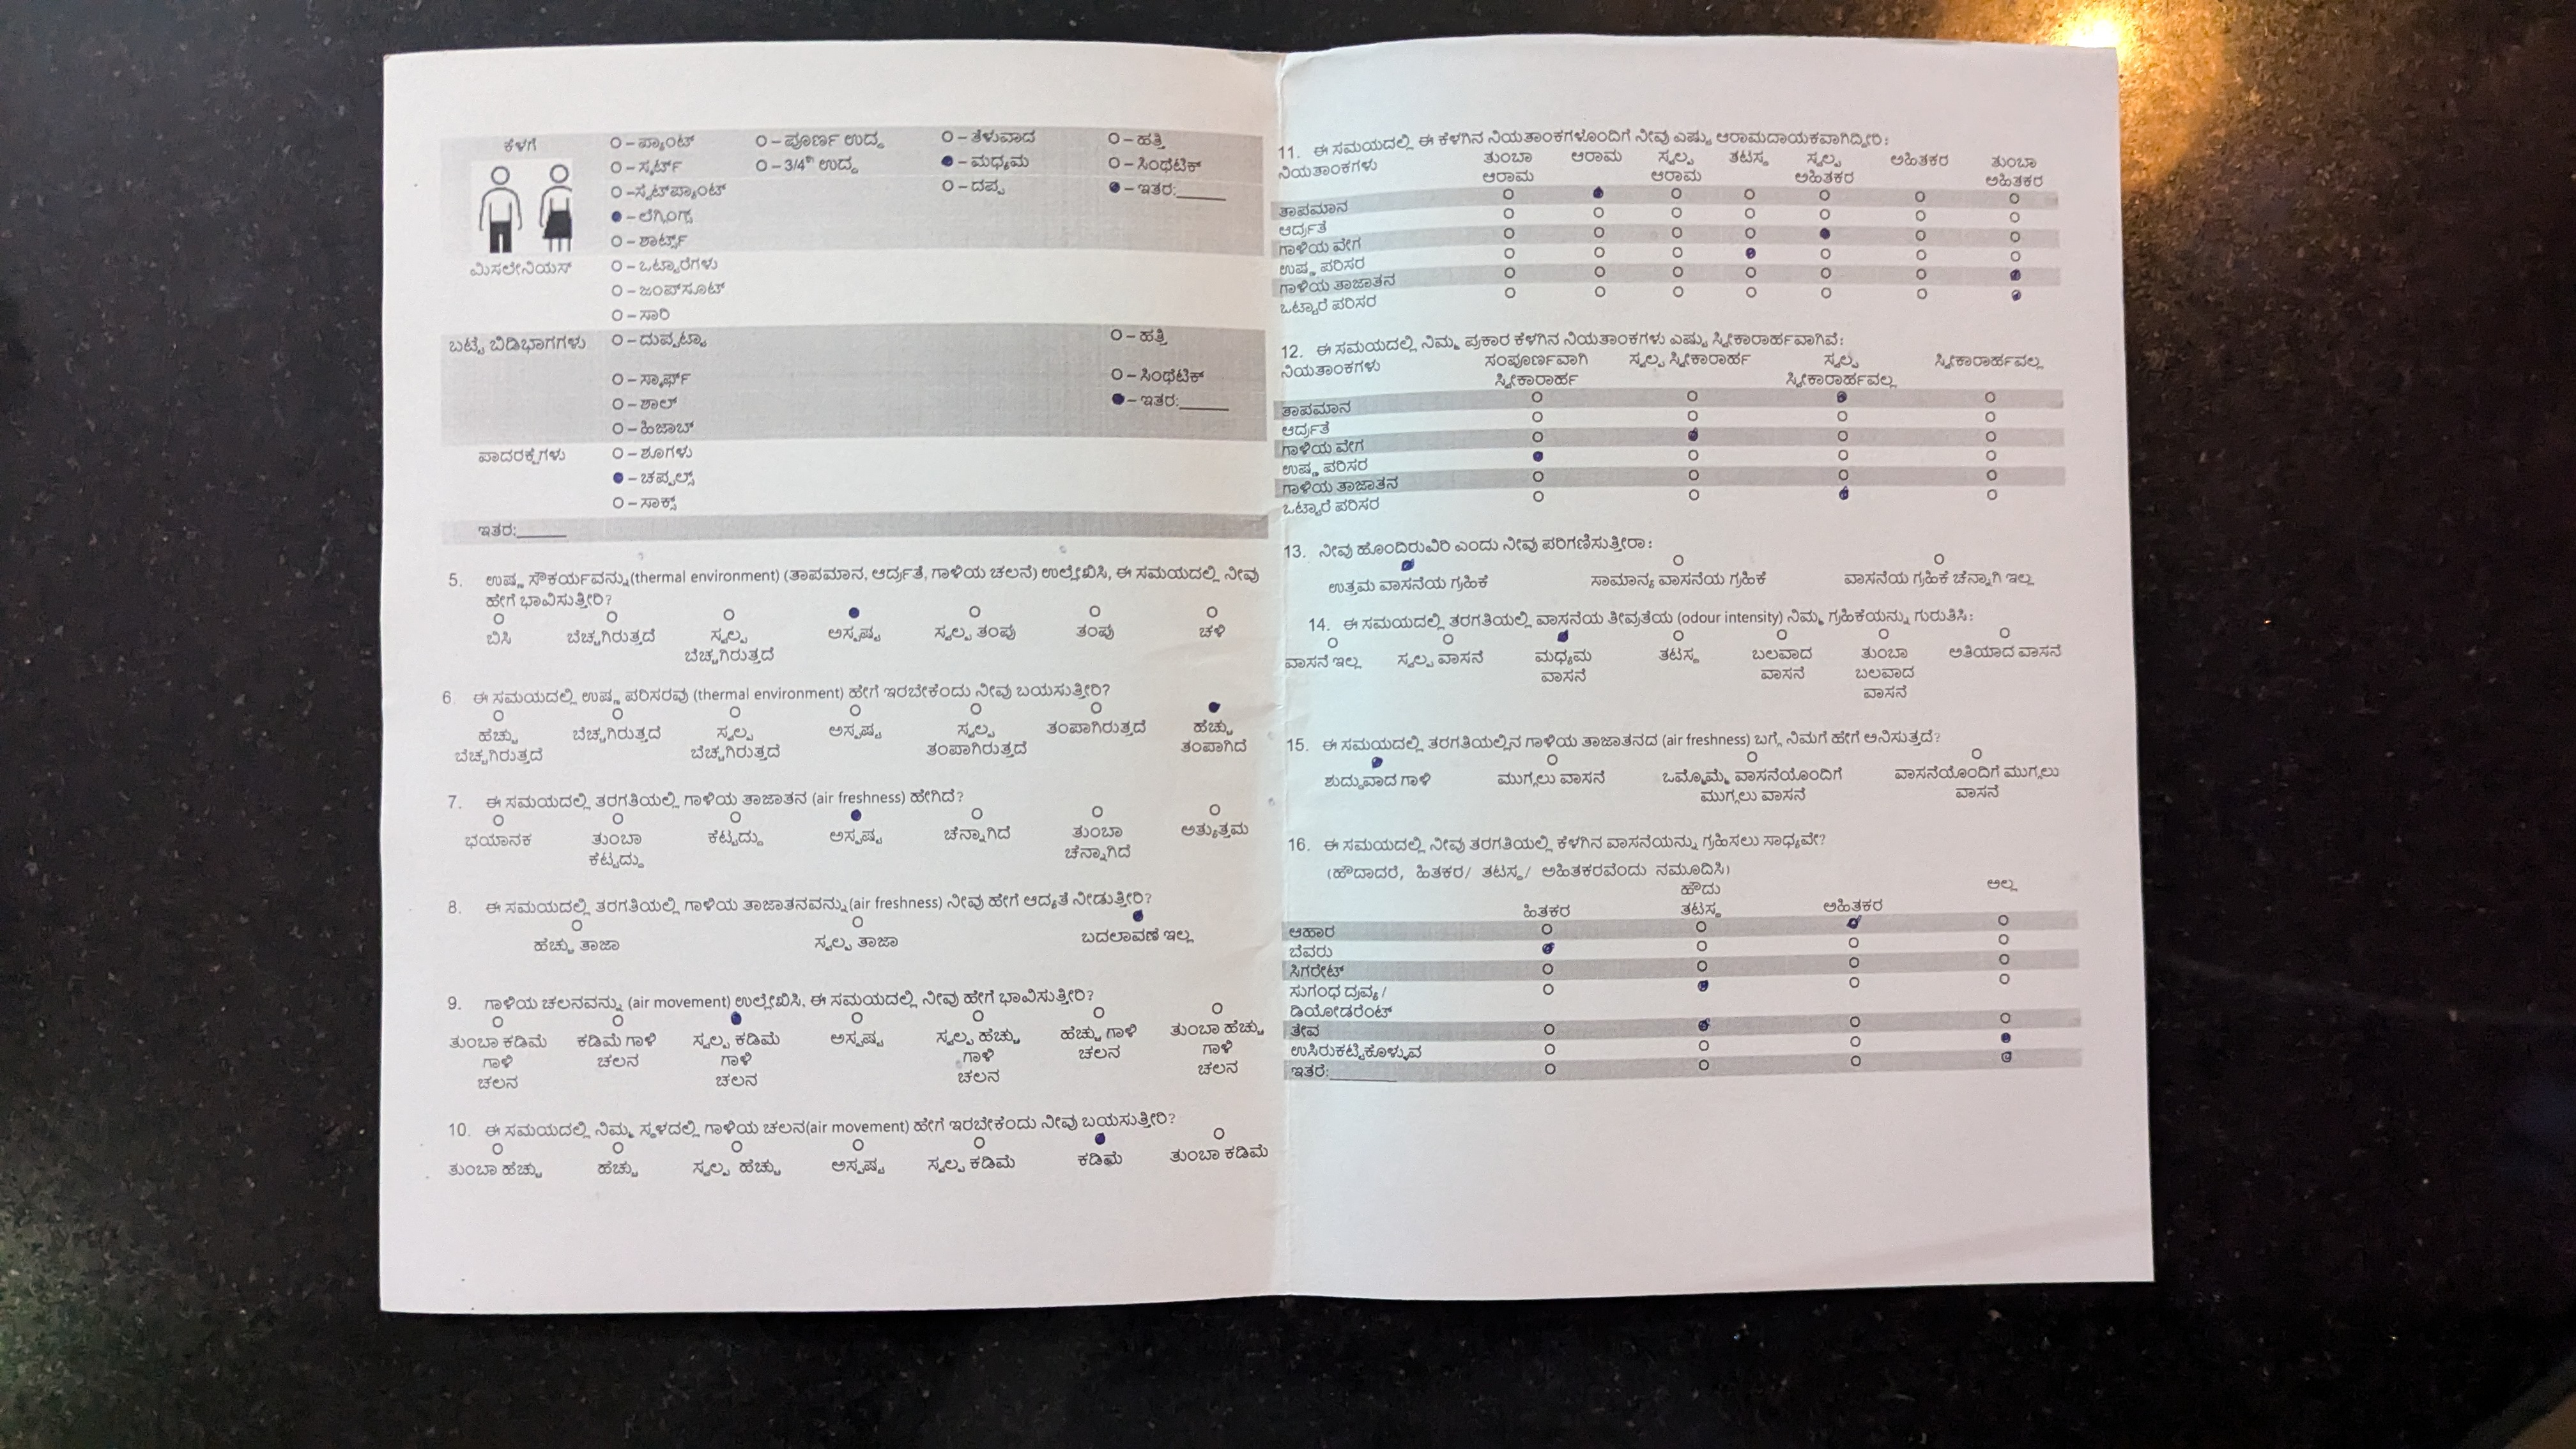 ಕೆಳಗೆ
O – ಪ್ಯಾಂಟ್ O – ಪೂರ್ಣ ಉದ್ದ O – ತೆಳುವಾದ O – ಹತ್ತಿ
O – ಸ್ಕರ್ಟ್ O – 3/4th ಉದ್ದ ● – ಮಧ್ಯಮ O – ಸಿಂಥೆಟಿಕ್
O – ಸ್ವೆಟ್‌ಪ್ಯಾಂಟ್ O – ದಪ್ಪ ● – ಇತರ:______
● – ಲೆಗ್ಗಿಂಗ್ಸ್
O – ಶಾರ್ಟ್ಸ್
ಮಿಸಲೇನಿಯಸ್ O – ಒಟ್ಟಾರೆಗಳು
O – ಜಂಪ್‌ಸೂಟ್
O – ಸಾರಿ
ಬಟ್ಟೆ ಬಿಡಿಭಾಗಗಳು O – ದುಪ್ಪಟ್ಟಾ O – ಹತ್ತಿ
O – ಸ್ಕಾರ್ಫ್ O – ಸಿಂಥೆಟಿಕ್
O – ಶಾಲ್ ● – ಇತರ:______
O – ಹಿಜಾಬ್
ಪಾದರಕ್ಷೆಗಳು O – ಶೂಗಳು
● – ಚಪ್ಪಲ್ಸ್
O – ಸಾಕ್ಸ್
ಇತರ:______
5. ಉಷ್ಣ ಸೌಕರ್ಯವನ್ನು(thermal environment) (ತಾಪಮಾನ, ಆರ್ದ್ರತೆ, ಗಾಳಿಯ ಚಲನೆ) ಉಲ್ಲೇಖಿಸಿ, ಈ ಸಮಯದಲ್ಲಿ ನೀವು
ಹೇಗೆ ಭಾವಿಸುತ್ತೀರಿ?
O O O ● O O O
ಬಿಸಿ ಬೆಚ್ಚಗಿರುತ್ತದೆ ಸ್ವಲ್ಪ ಅಸ್ಪಷ್ಟ ಸ್ವಲ್ಪ ತಂಪು ತಂಪು ಚಳಿ
ಬೆಚ್ಚಗಿರುತ್ತದೆ
6. ಈ ಸಮಯದಲ್ಲಿ ಉಷ್ಣ ಪರಿಸರವು (thermal environment) ಹೇಗೆ ಇರಬೇಕೆಂದು ನೀವು ಬಯಸುತ್ತೀರಿ?
O O O O O O ●
ಹೆಚ್ಚು ಬೆಚ್ಚಗಿರುತ್ತದೆ ಸ್ವಲ್ಪ ಅಸ್ಪಷ್ಟ ಸ್ವಲ್ಪ ತಂಪಾಗಿರುತ್ತದೆ ಹೆಚ್ಚು
ಬೆಚ್ಚಗಿರುತ್ತದೆ ಬೆಚ್ಚಗಿರುತ್ತದೆ ತಂಪಾಗಿರುತ್ತದೆ ತಂಪಾಗಿದೆ
7. ಈ ಸಮಯದಲ್ಲಿ ತರಗತಿಯಲ್ಲಿ ಗಾಳಿಯ ತಾಜಾತನ (air freshness) ಹೇಗಿದೆ?
O O O ● O O O
ಭಯಾನಕ ತುಂಬಾ ಕೆಟ್ಟದ್ದು ಅಸ್ಪಷ್ಟ ಚೆನ್ನಾಗಿದೆ ತುಂಬಾ ಅತ್ಯುತ್ತಮ
ಕೆಟ್ಟದ್ದು ಚೆನ್ನಾಗಿದೆ
8. ಈ ಸಮಯದಲ್ಲಿ ತರಗತಿಯಲ್ಲಿ ಗಾಳಿಯ ತಾಜಾತನವನ್ನು(air freshness) ನೀವು ಹೇಗೆ ಆದ್ಯತೆ ನೀಡುತ್ತೀರಿ?
O O ●
ಹೆಚ್ಚು ತಾಜಾ ಸ್ವಲ್ಪ ತಾಜಾ ಬದಲಾವಣೆ ಇಲ್ಲ
9. ಗಾಳಿಯ ಚಲನವನ್ನು (air movement) ಉಲ್ಲೇಖಿಸಿ, ಈ ಸಮಯದಲ್ಲಿ ನೀವು ಹೇಗೆ ಭಾವಿಸುತ್ತೀರಿ?
O O ● O O O O
ತುಂಬಾ ಕಡಿಮೆ ಕಡಿಮೆ ಗಾಳಿ ಸ್ವಲ್ಪ ಕಡಿಮೆ ಅಸ್ಪಷ್ಟ ಸ್ವಲ್ಪ ಹೆಚ್ಚು ಹೆಚ್ಚು ಗಾಳಿ ತುಂಬಾ ಹೆಚ್ಚು
ಗಾಳಿ ಚಲನ ಗಾಳಿ ಗಾಳಿ ಚಲನ ಗಾಳಿ
ಚಲನ ಚಲನ ಚಲನ ಚಲನ
10. ಈ ಸಮಯದಲ್ಲಿ ನಿಮ್ಮ ಸ್ಥಳದಲ್ಲಿ ಗಾಳಿಯ ಚಲನ(air movement) ಹೇಗೆ ಇರಬೇಕೆಂದು ನೀವು ಬಯಸುತ್ತೀರಿ?
O O O O O ● O
ತುಂಬಾ ಹೆಚ್ಚು ಹೆಚ್ಚು ಸ್ವಲ್ಪ ಹೆಚ್ಚು ಅಸ್ಪಷ್ಟ ಸ್ವಲ್ಪ ಕಡಿಮೆ ಕಡಿಮೆ ತುಂಬಾ ಕಡಿಮೆ
11. ಈ ಸಮಯದಲ್ಲಿ ಈ ಕೆಳಗಿನ ನಿಯತಾಂಕಗಳೊಂದಿಗೆ ನೀವು ಎಷ್ಟು ಆರಾಮದಾಯಕವಾಗಿದ್ದೀರಿ:
ನಿಯತಾಂಕಗಳು ತುಂಬಾ ಆರಾಮ ಸ್ವಲ್ಪ ತಟಸ್ಥ ಸ್ವಲ್ಪ ಅಹಿತಕರ ತುಂಬಾ
ಆರಾಮ ಆರಾಮ ಅಹಿತಕರ ಅಹಿತಕರ
ತಾಪಮಾನ O ● O O O O O
ಆರ್ದ್ರತೆ O O O O O O O
ಗಾಳಿಯ ವೇಗ O O O O ● O O
ಉಷ್ಣ ಪರಿಸರ O O O ● O O O
ಗಾಳಿಯ ತಾಜಾತನ O O O O O O ●
ಒಟ್ಟಾರೆ ಪರಿಸರ O O O O O O ●
12. ಈ ಸಮಯದಲ್ಲಿ ನಿಮ್ಮ ಪ್ರಕಾರ ಕೆಳಗಿನ ನಿಯತಾಂಕಗಳು ಎಷ್ಟು ಸ್ವೀಕಾರಾರ್ಹವಾಗಿವೆ:
ನಿಯತಾಂಕಗಳು ಸಂಪೂರ್ಣವಾಗಿ ಸ್ವಲ್ಪ ಸ್ವೀಕಾರಾರ್ಹ ಸ್ವಲ್ಪ ಸ್ವೀಕಾರಾರ್ಹವಲ್ಲ
ಸ್ವೀಕಾರಾರ್ಹ ಸ್ವೀಕಾರಾರ್ಹವಲ್ಲ
ತಾಪಮಾನ O O ● O
ಆರ್ದ್ರತೆ O O O O
ಗಾಳಿಯ ವೇಗ O ● O O
ಉಷ್ಣ ಪರಿಸರ ● O O O
ಗಾಳಿಯ ತಾಜಾತನ O O O O
ಒಟ್ಟಾರೆ ಪರಿಸರ O O ● O
13. ನೀವು ಹೊಂದಿರುವಿರಿ ಎಂದು ನೀವು ಪರಿಗಣಿಸುತ್ತೀರಾ:
● O O
ಉತ್ತಮ ವಾಸನೆಯ ಗ್ರಹಿಕೆ ಸಾಮಾನ್ಯ ವಾಸನೆಯ ಗ್ರಹಿಕೆ ವಾಸನೆಯ ಗ್ರಹಿಕೆ ಚೆನ್ನಾಗಿ ಇಲ್ಲ
14. ಈ ಸಮಯದಲ್ಲಿ ತರಗತಿಯಲ್ಲಿ ವಾಸನೆಯ ತೀವ್ರತೆಯ (odour intensity) ನಿಮ್ಮ ಗ್ರಹಿಕೆಯನ್ನು ಗುರುತಿಸಿ:
O O ● O O O O
ವಾಸನೆ ಇಲ್ಲ ಸ್ವಲ್ಪ ವಾಸನೆ ಮಧ್ಯಮ ತಟಸ್ಥ ಬಲವಾದ ತುಂಬಾ ಅತಿಯಾದ ವಾಸನೆ
ವಾಸನೆ ವಾಸನೆ ಬಲವಾದ
ವಾಸನೆ
15. ಈ ಸಮಯದಲ್ಲಿ ತರಗತಿಯಲ್ಲಿನ ಗಾಳಿಯ ತಾಜಾತನದ (air freshness) ಬಗ್ಗೆ ನಿಮಗೆ ಹೇಗೆ ಅನಿಸುತ್ತದೆ?
● O O O
ಶುದ್ಧವಾದ ಗಾಳಿ ಮುಗ್ಗಲು ವಾಸನೆ ಒಮ್ಮೊಮ್ಮೆ ವಾಸನೆಯೊಂದಿಗೆ ವಾಸನೆಯೊಂದಿಗೆ ಮುಗ್ಗಲು
ಮುಗ್ಗಲು ವಾಸನೆ ವಾಸನೆ
16. ಈ ಸಮಯದಲ್ಲಿ ನೀವು ತರಗತಿಯಲ್ಲಿ ಕೆಳಗಿನ ವಾಸನೆಯನ್ನು ಗ್ರಹಿಸಲು ಸಾಧ್ಯವೇ?
(ಹೌದಾದರೆ, ಹಿತಕರ/ ತಟಸ್ಥ/ ಅಹಿತಕರವೆಂದು ನಮೂದಿಸಿ)
ಹೌದು ಅಲ್ಲ
ಹಿತಕರ ತಟಸ್ಥ ಅಹಿತಕರ
ಆಹಾರ O O ● O
ಬೆವರು ● O O O
ಸಿಗರೇಟ್ O O O O
ಸುಗಂಧ ದ್ರವ್ಯ/ O ● O O
ಡಿಯೋಡರೆಂಟ್
ತೇವ O ● O O
ಉಸಿರುಕಟ್ಟಿಕೊಳ್ಳುವ O O O ●
ಇತರೆ:________ O O O ●